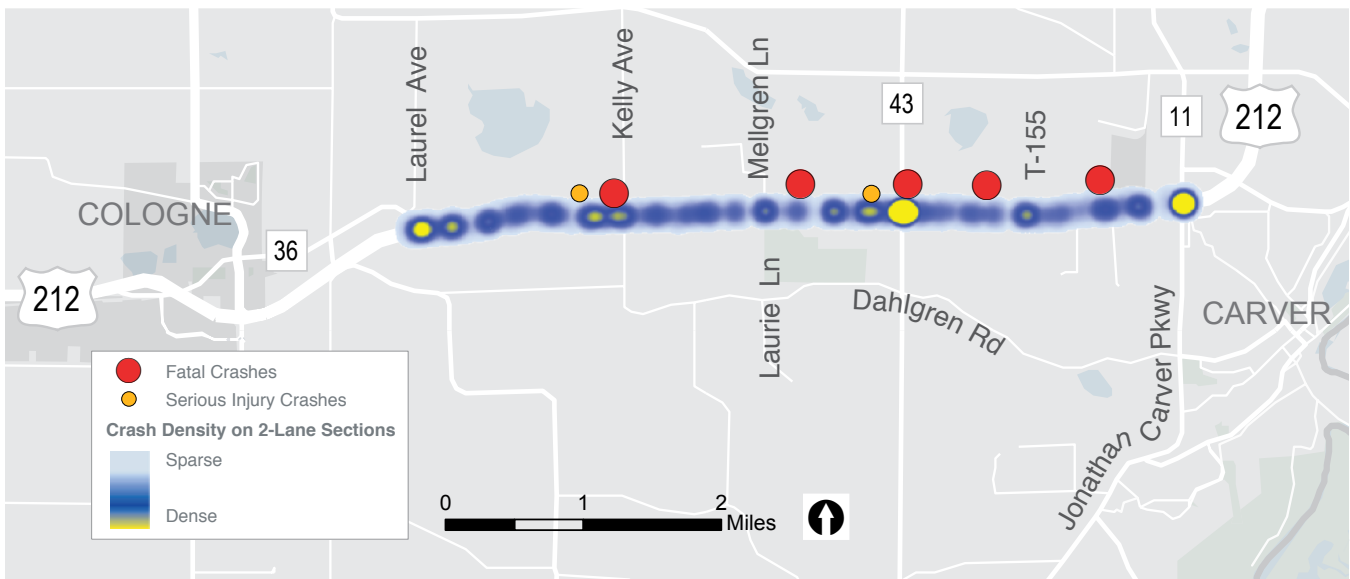 Laurel Ave
Kelly Ave
Mellgren Ln
43
T-155
11
212
COLOGNE
36
212
Laurie Ln
Dahlgren Rd
CARVER
Jonathan Carver Pkwy
Fatal Crashes
Serious Injury Crashes
Crash Density on 2-Lane Sections
Sparse
Dense
0 1 2
Miles